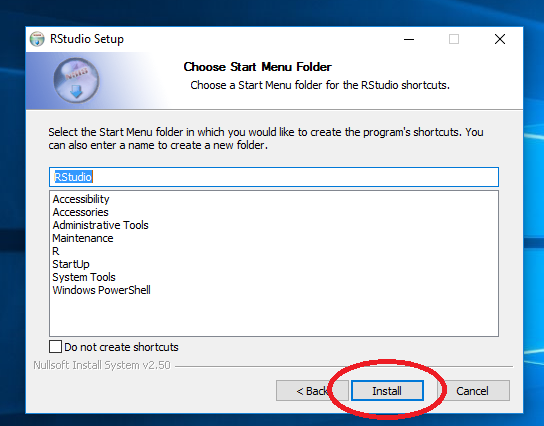 RStudio Setup
Choose Start Menu Folder
Choose a Start Menu folder for the RStudio shortcuts.
Select the Start Menu folder in which you would like to create the program's shortcuts. You
can also enter a name to create a new folder.
RStudio
Accessibility
Accessories
Administrative Tools
Maintenance
R
StartUp
System Tools
Windows PowerShell
Do not create shortcuts
Nullsoft Install System v2.50
< Back Install Cancel